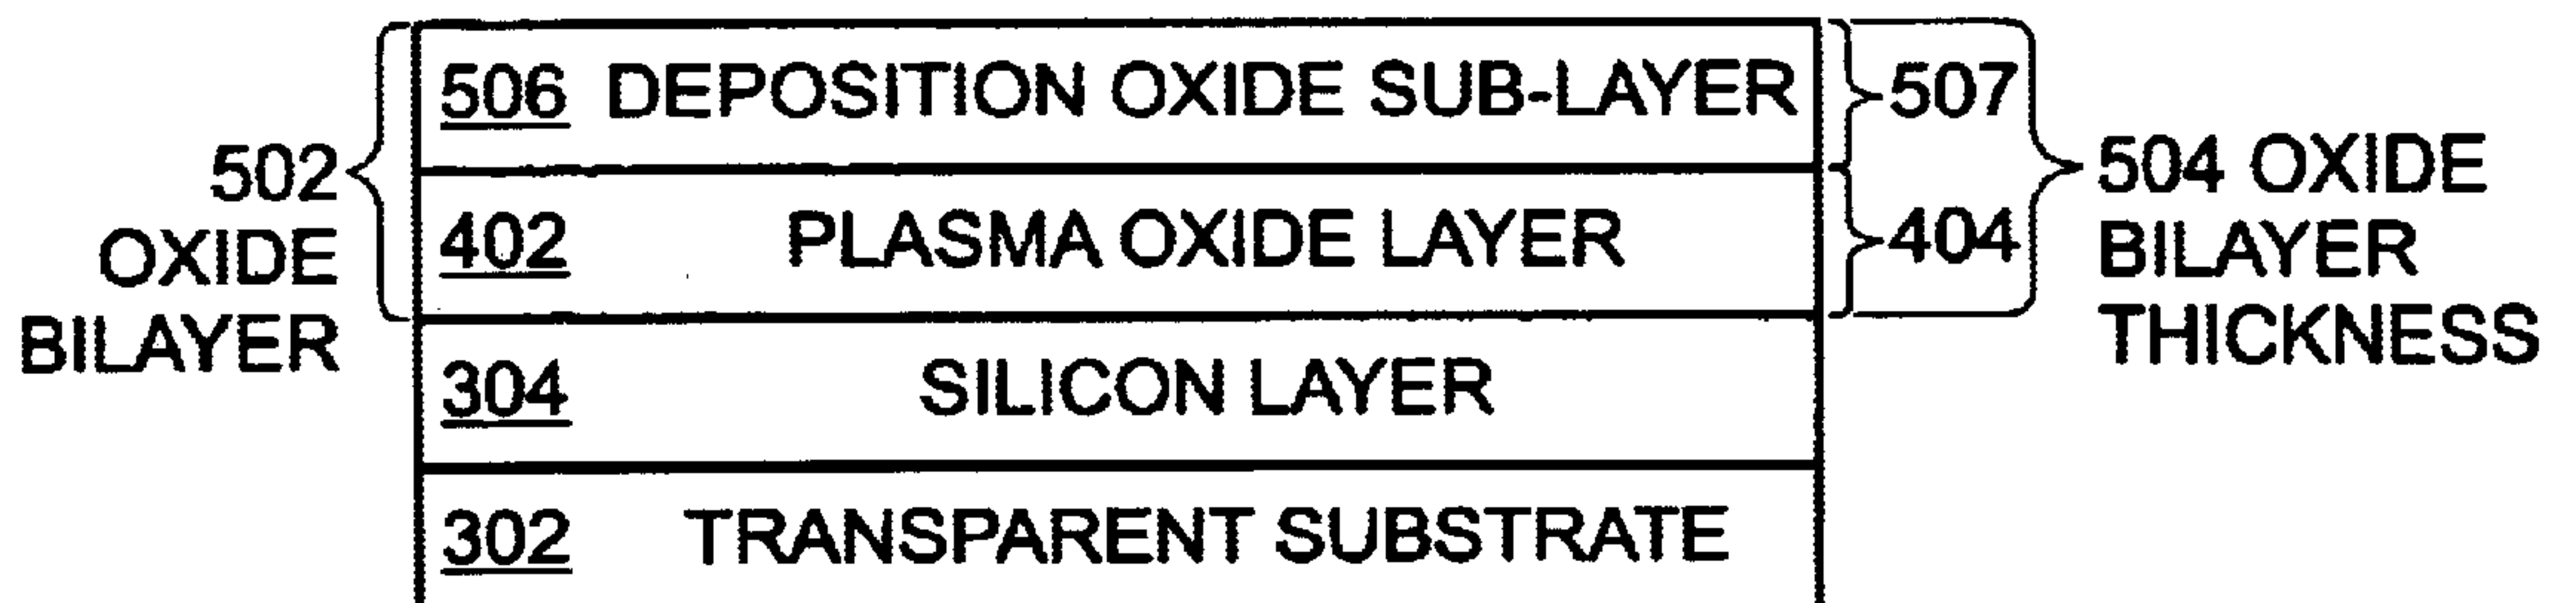 506 DEPOSITION OXIDE SUB-LAYER
507
502
OXIDE
BILAYER
402 PLASMA OXIDE LAYER
404
504 OXIDE
BILAYER
THICKNESS
304 SILICON LAYER
302 TRANSPARENT SUBSTRATE